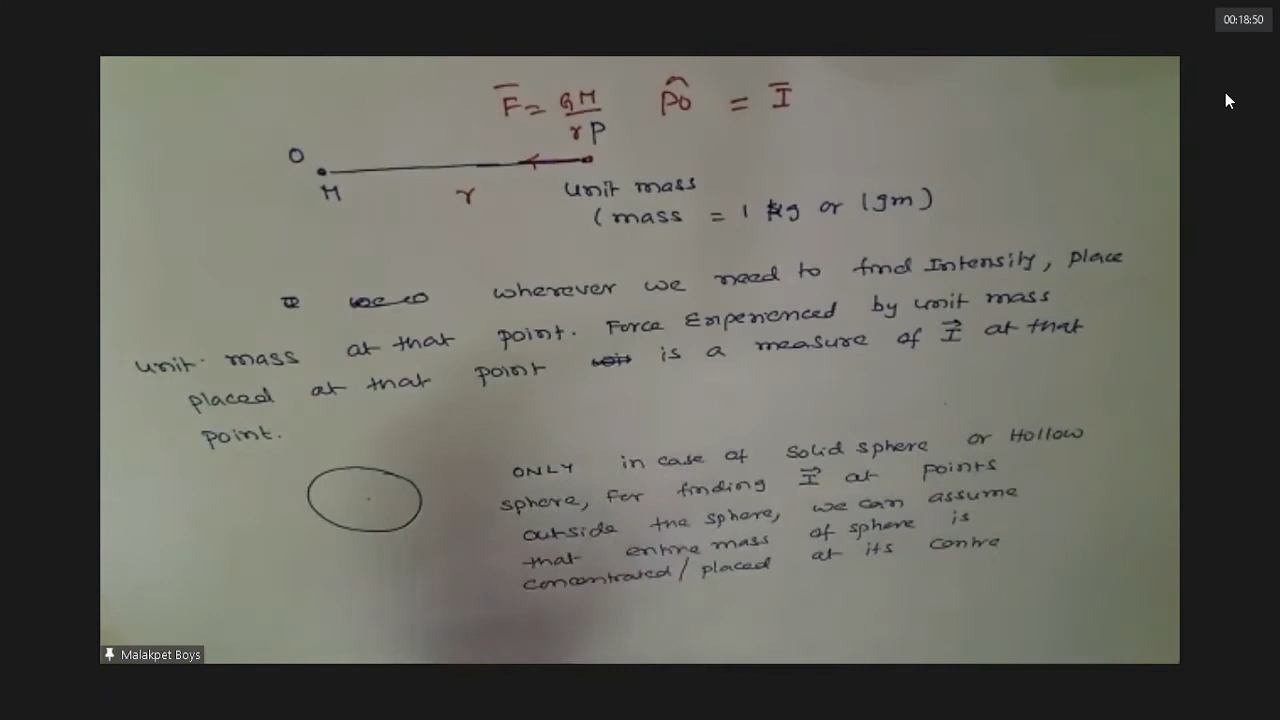 00:18:50
F̅ = GM/r P̂O = I̅
O P
M r unit mass
(mass = 1 kg or 1gm)
wherever we need to find Intensity, place
unit mass at that point. Force Experienced by unit mass
placed at that point is a measure of I⃗ at that
point.
ONLY in case of Solid sphere or Hollow
sphere, For finding I⃗ at points
outside the sphere, we can assume
that entire mass of sphere is
concentrated / placed at its centre
Malakpet Boys